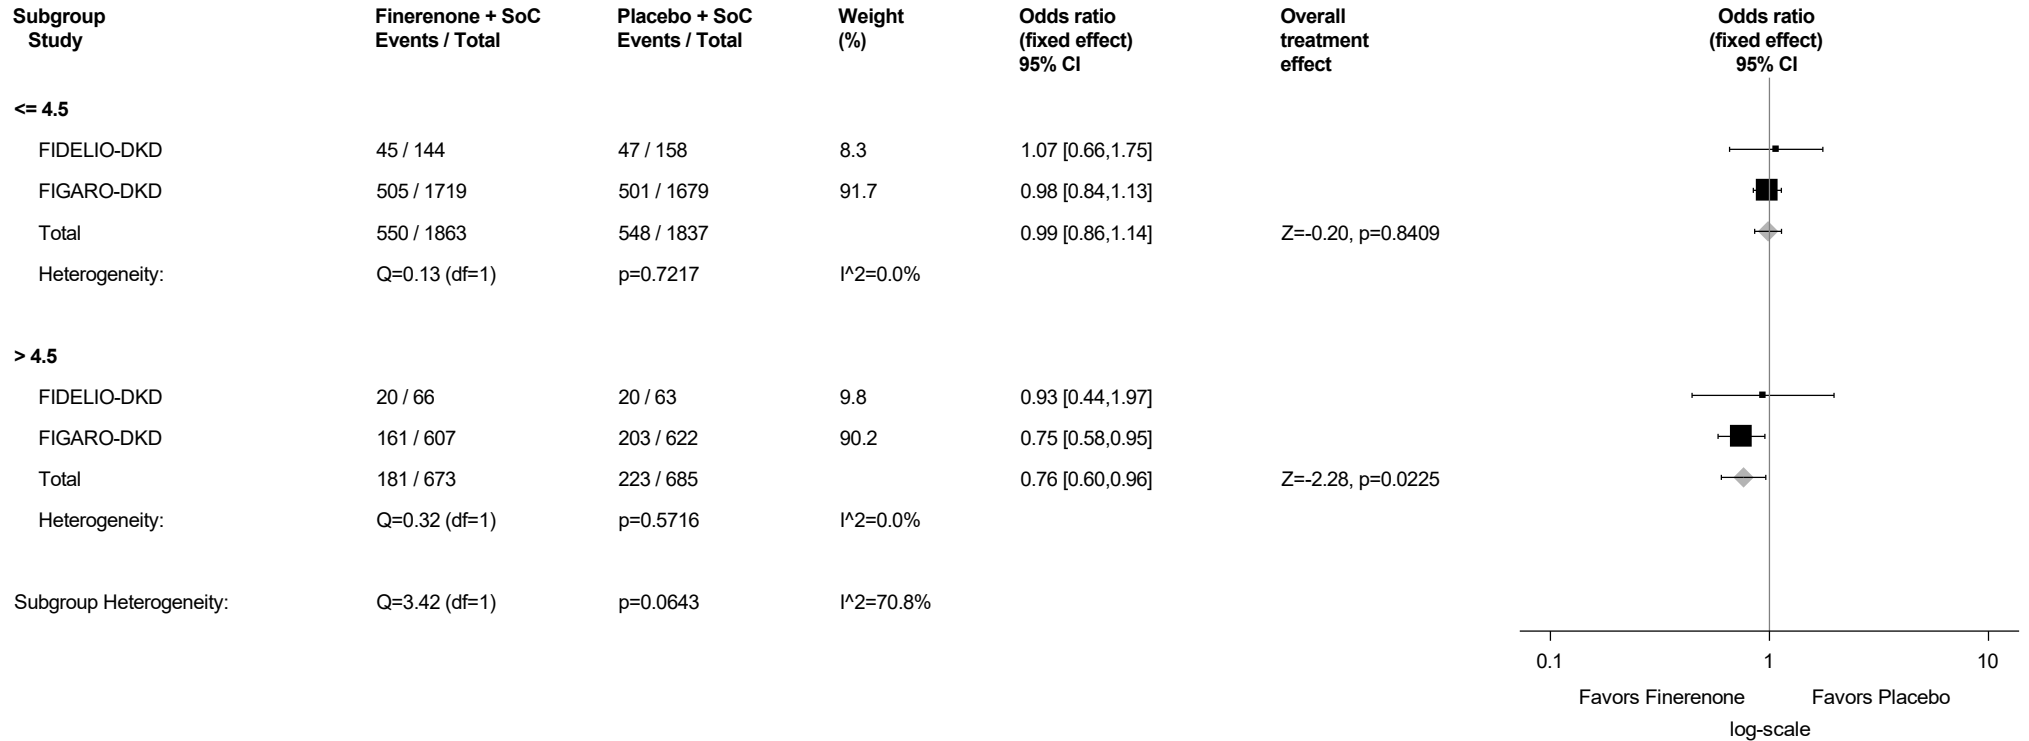 Subgroup Finerenone + SoC Placebo + SoC Weight Odds ratio Overall Odds ratio
Study Events / Total Events / Total (%) (fixed effect) treatment (fixed effect)
95% CI effect 95% CI
<= 4.5
FIDELIO-DKD 45 / 144 47 / 158 8.3 1.07 [0.66,1.75]
FIGARO-DKD 505 / 1719 501 / 1679 91.7 0.98 [0.84,1.13]
Total 550 / 1863 548 / 1837 0.99 [0.86,1.14] Z=-0.20, p=0.8409
Heterogeneity: Q=0.13 (df=1) p=0.7217 I^2=0.0%
> 4.5
FIDELIO-DKD 20 / 66 20 / 63 9.8 0.93 [0.44,1.97]
FIGARO-DKD 161 / 607 203 / 622 90.2 0.75 [0.58,0.95]
Total 181 / 673 223 / 685 0.76 [0.60,0.96] Z=-2.28, p=0.0225
Heterogeneity: Q=0.32 (df=1) p=0.5716 I^2=0.0%
Subgroup Heterogeneity: Q=3.42 (df=1) p=0.0643 I^2=70.8%
0.1 1 10
Favors Finerenone Favors Placebo
log-scale